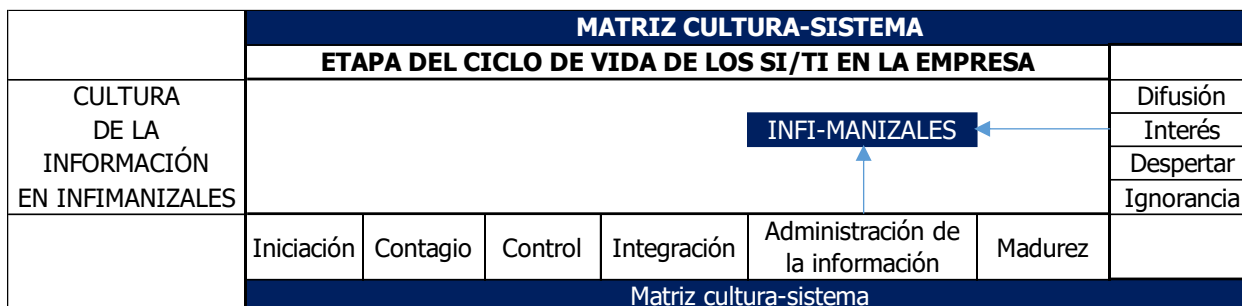 MATRIZ CULTURA-SISTEMA
ETAPA DEL CICLO DE VIDA DE LOS SI/TI EN LA EMPRESA
CULTURA
DE LA
INFORMACIÓN
EN INFIMANIZALES
INFI-MANIZALES
Difusión
Interés
Despertar
Ignorancia
Iniciación
Contagio
Control
Integración
Administración de
la información
Madurez
Matriz cultura-sistema